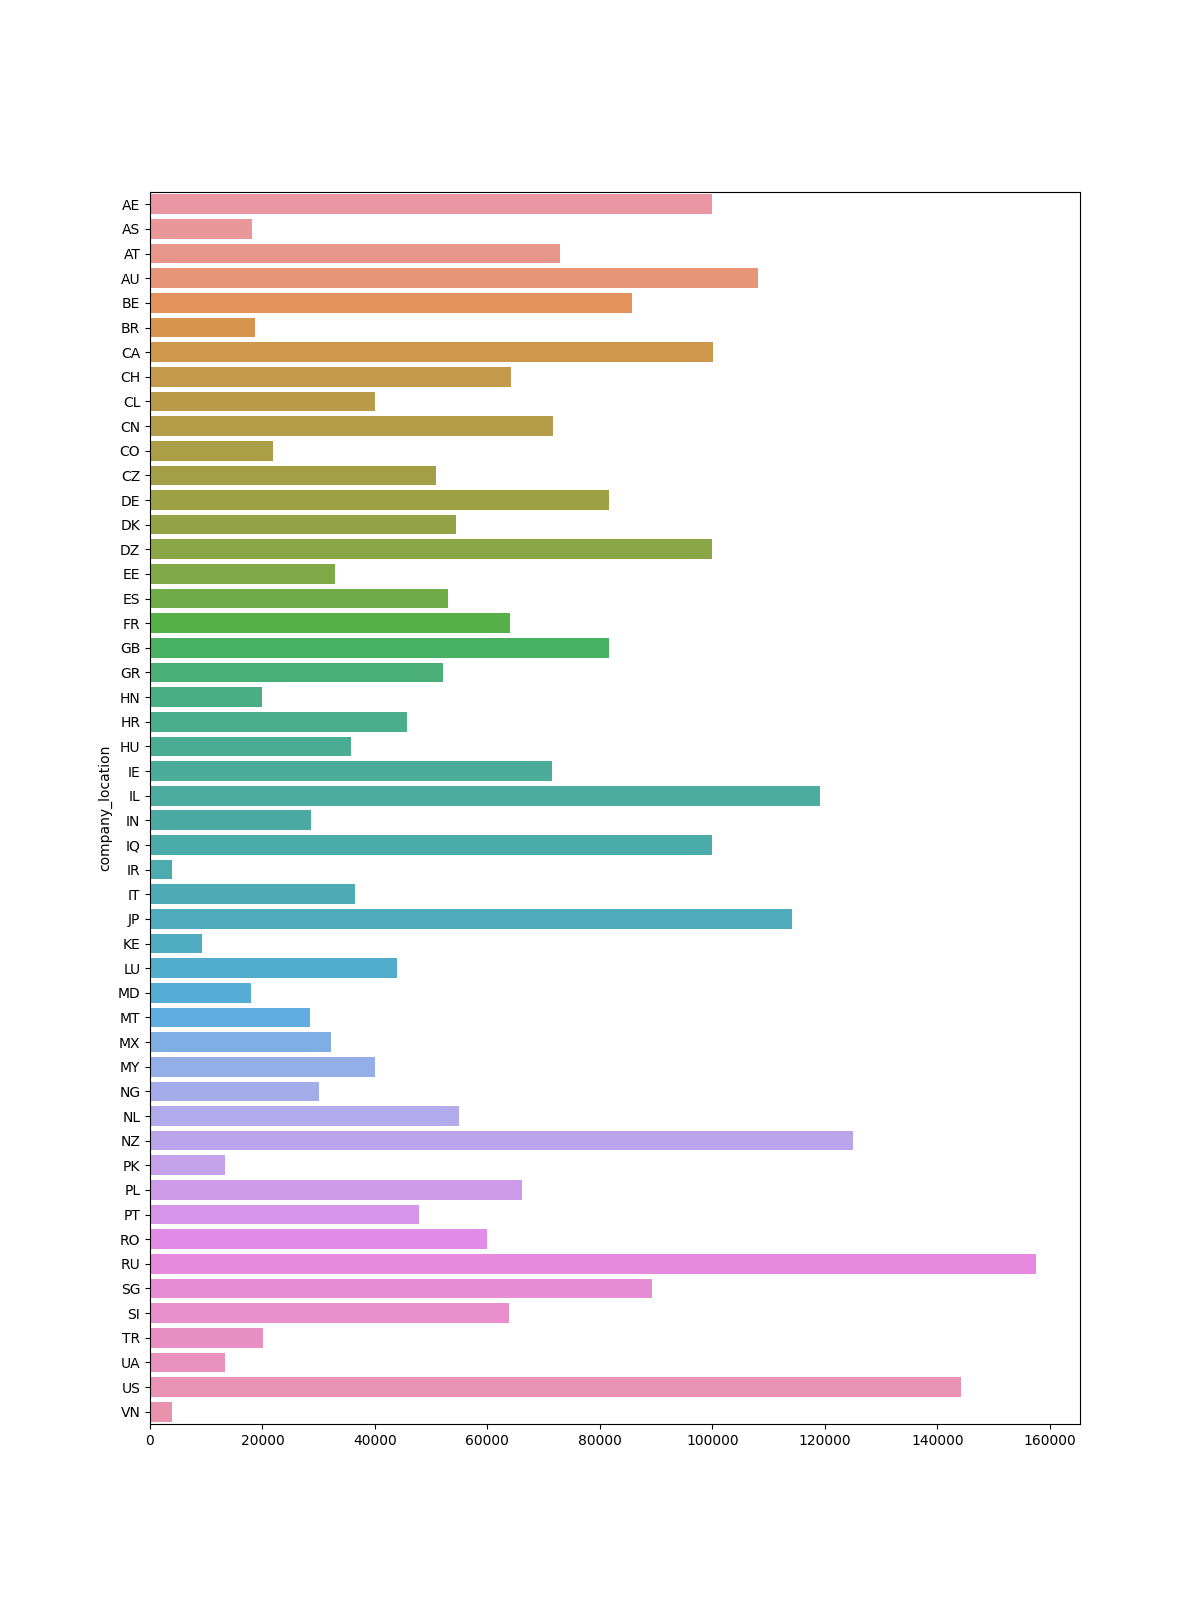 AE
AS
AT
AU
BE
BR
CA
CH
CL
CN
CO
CZ
DE
DK
DZ
EE
ES
FR
GB
GR
HN
HR
HU
IE
IL
IN
IQ
IR
IT
JP
KE
LU
MD
MT
MX
MY
NG
NL
NZ
PK
PL
PT
RO
RU
SG
SI
TR
UA
US
VN
company_location
0 20000 40000 60000 80000 100000 120000 140000 160000